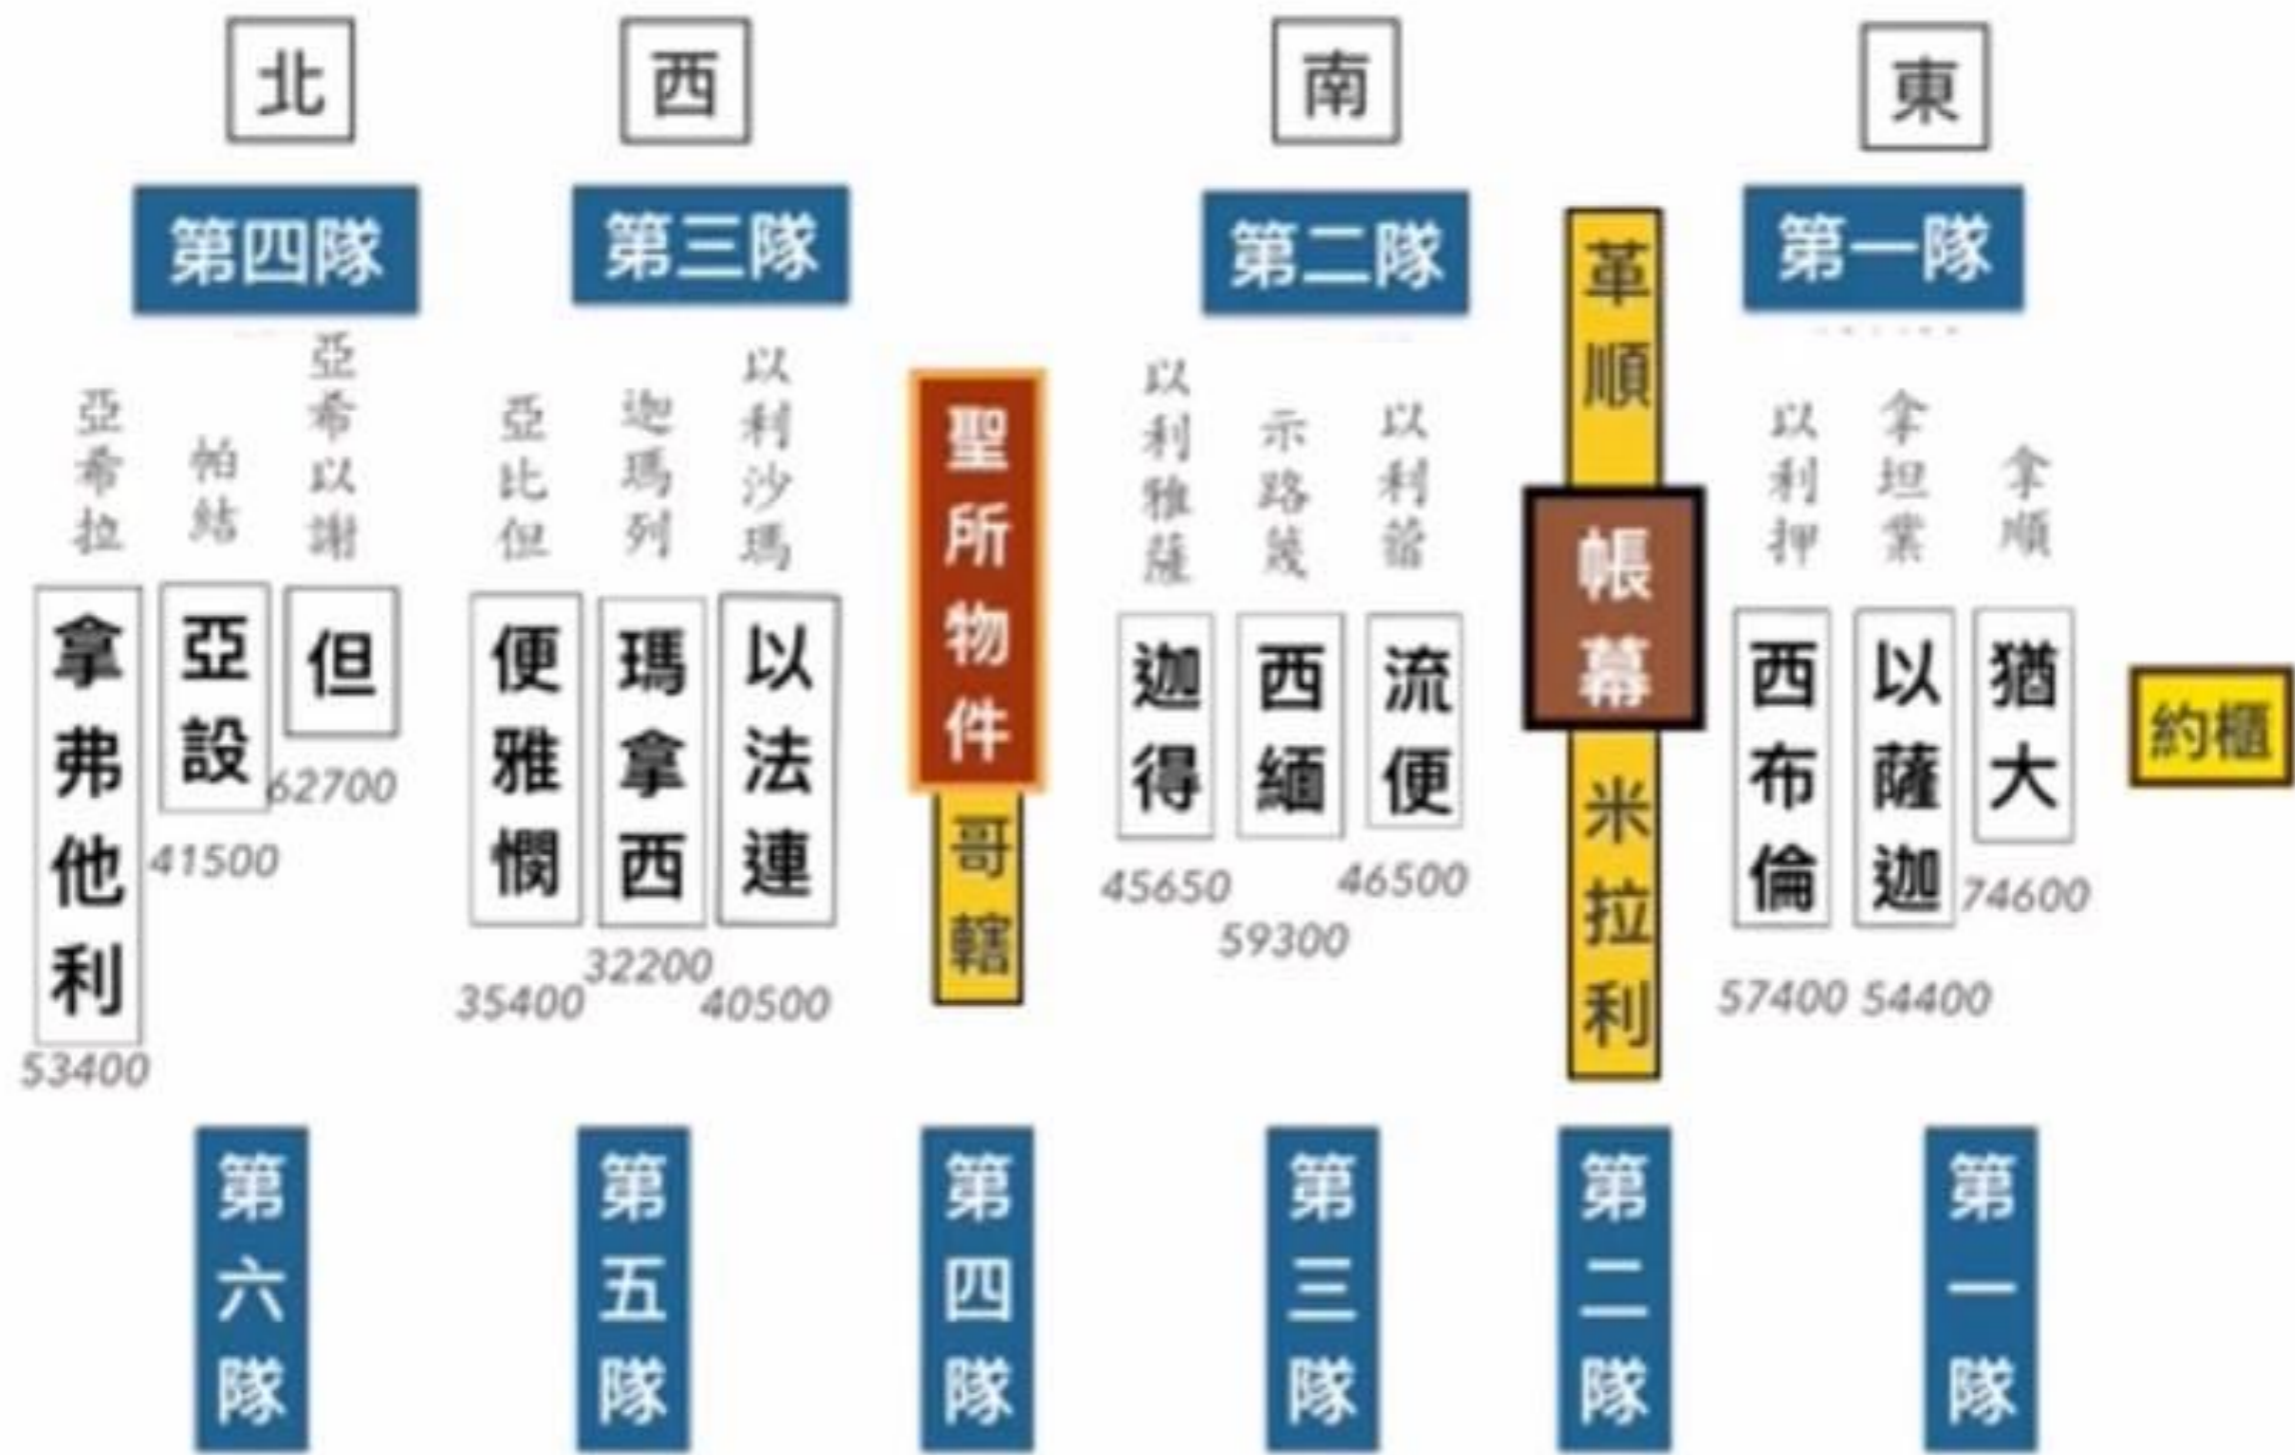 北
西
南
東
第四隊
第三隊
第二隊
第一隊
革順
帳幕
米拉利
約櫃
拿順
猶大
74600
拿坦業
以薩迦
54400
以利押
西布倫
57400
以利蓿
流便
46500
示路篾
西緬
59300
以利雅薩
迦得
45650
聖所物件
哥轄
以利沙瑪
以法連
40500
迦瑪列
瑪拿西
32200
亞比但
便雅憫
35400
亞希以謝
但
62700
帕結
亞設
41500
亞希拉
拿弗他利
53400
第六隊
第五隊
第四隊
第三隊
第二隊
第一隊